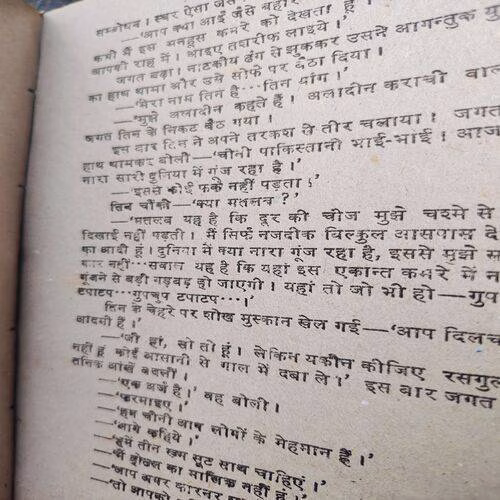 सम्बोधन। स्वर ऐसा जैसे बहार
—'आप क्या आईं जैसे बहार
कभी मैं इस मनहूस कमरे को देखता हूं
आपकी राह में। आइए तशरीफ लाइये।'
जगत बढ़ा। नाटकीय ढंग से झुककर उसने आगन्तुक यु
का हाथ थामा और उसे सोफे पर बैठा दिया।
—'मेरा नाम तिन है···तिन यांग।'
—'मुझे अलादीन कहते हैं। अलादीन कराची वाल
जगत तिन के निकट बैठ गया।
इस बार तिन ने अपने तरकश से तीर चलाया। जगत
हाथ थामकर बोली—'चीनी पाकिस्तानी भाई-भाई। आज
नारा सारी दुनिया में गूंज रहा है।'
—'इससे कोई फर्क नहीं पड़ता।'
तिन चौंकी—'क्या मतलब?'
—'मतलब यह है कि दूर की चीज मुझे चश्मे से
दिखाई नहीं पड़ती। मैं सिर्फ नजदीक बिल्कुल आसपास दे
का आदी हूं। दुनिया में क्या नारा गूंज रहा है, इससे मुझे स
कार नहीं···सवाल यह है कि यहां इस एकान्त कमरे में न
गूंजने से बड़ी गड़बड़ हो जाएगी। यहां तो जो भी हो—गुप
टपाटप···गुपचुप टपाटप···।'
तिन के चेहरे पर शोख मुस्कान खेल गई—'आप दिलच
आदमी हैं।'
—'जी हां, सो तो हूं। लेकिन यकीन कीजिए रसगुल
नहीं हूं कोई आसानी से गाल में दबा ले।' इस बार जगत
तनिक आंखें बदलीं।
—'एक अर्ज है।' वह बोली।
—'फरमाइए।'
—'हम चीनी आप लोगों के मेहमान हैं।'
—'आगे कहिये।'
—'हमें तीन रूम सूट साथ चाहिएं।'
—'मैं होटल का मालिक नहीं हूं।'
—'आप अगर कारनर
—'तो आपको